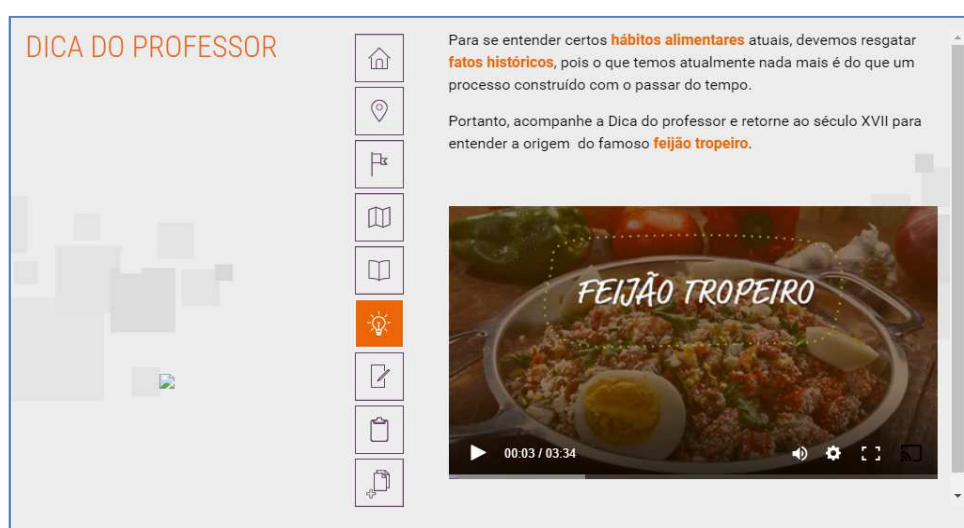 DICA DO PROFESSOR
Para se entender certos hábitos alimentares atuais, devemos resgatar
fatos históricos, pois o que temos atualmente nada mais é do que um
processo construído com o passar do tempo.
Portanto, acompanhe a Dica do professor e retorne ao século XVII para
entender a origem do famoso feijão tropeiro.
FEIJÃO TROPEIRO
00:03 / 03:34